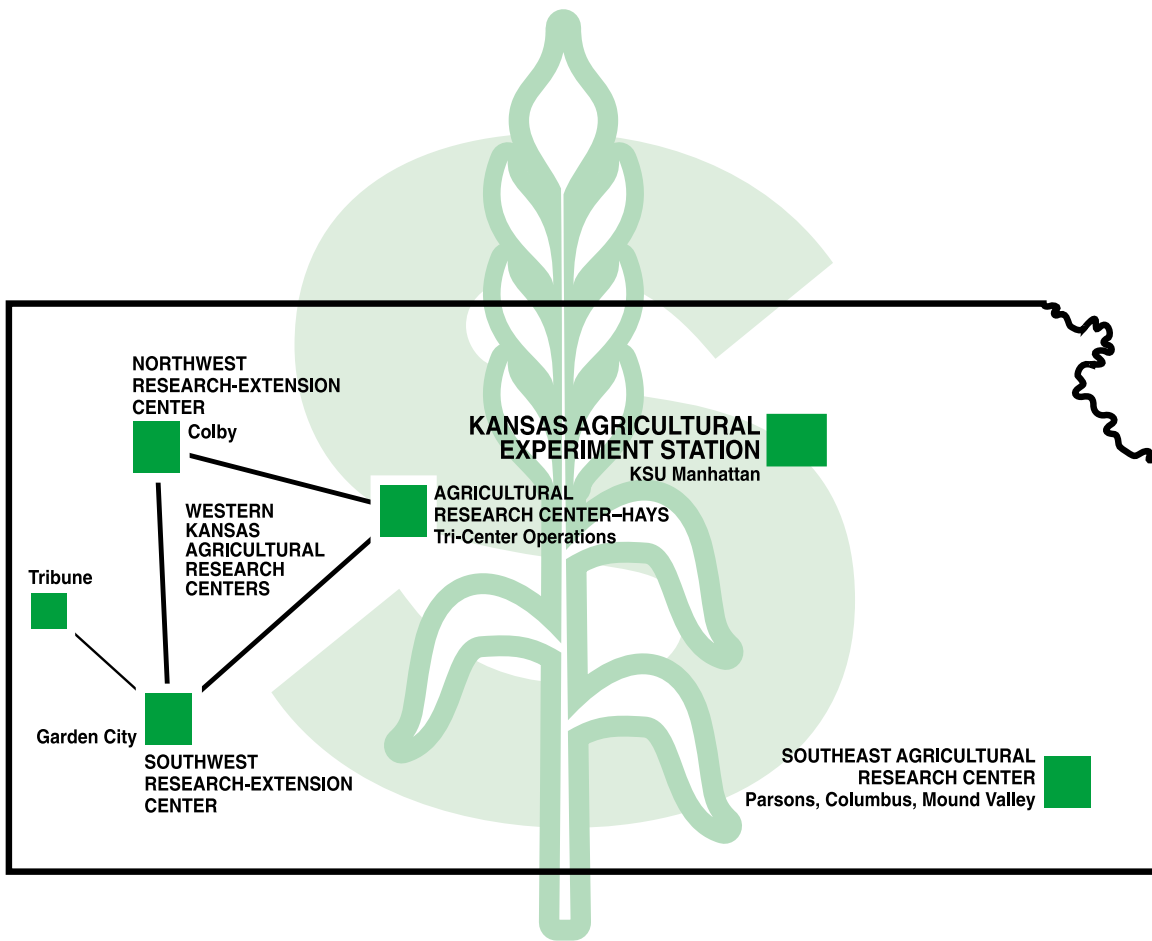 NORTHWEST
RESEARCH-EXTENSION
CENTER
Colby
KANSAS AGRICULTURAL
EXPERIMENT STATION
KSU Manhattan
AGRICULTURAL
RESEARCH CENTER–HAYS
Tri-Center Operations
WESTERN
KANSAS
AGRICULTURAL
RESEARCH
CENTERS
Tribune
Garden City
SOUTHWEST
RESEARCH-EXTENSION
CENTER
SOUTHEAST AGRICULTURAL
RESEARCH CENTER
Parsons, Columbus, Mound Valley